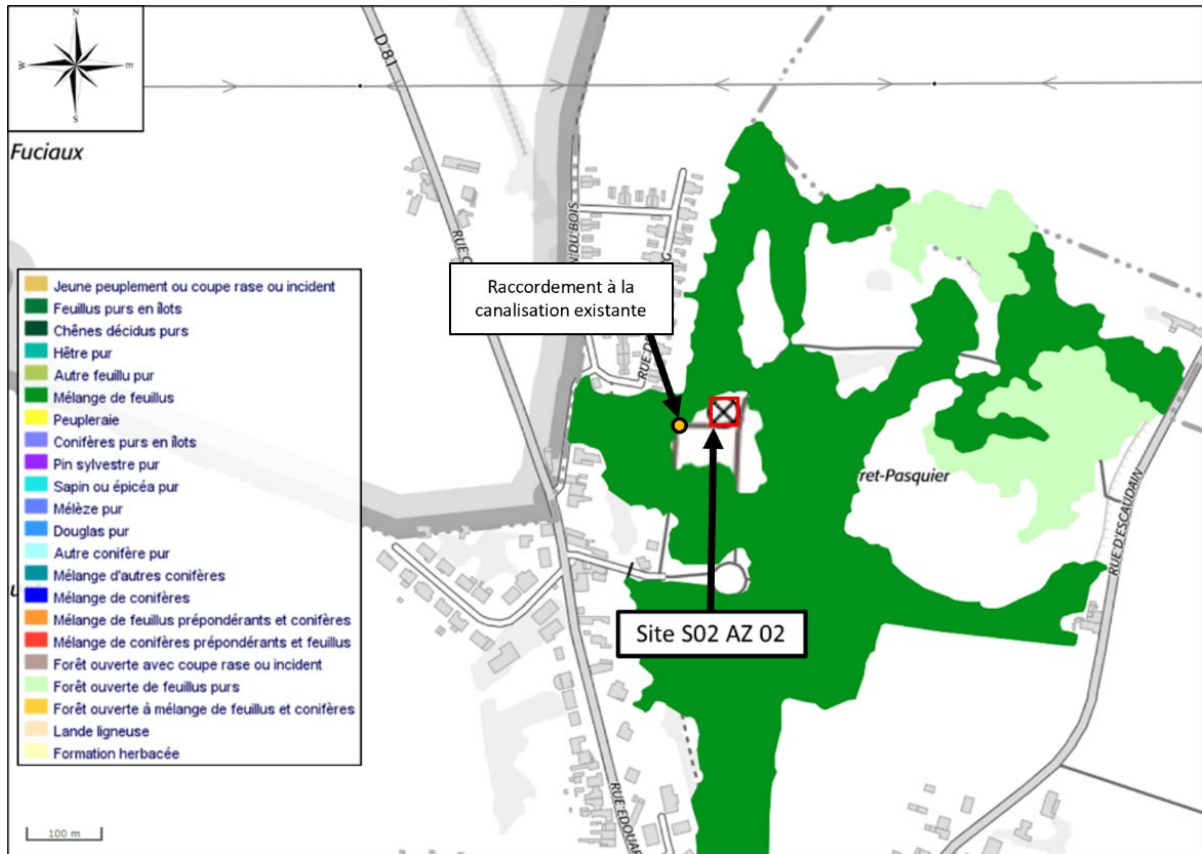 N
W
E
S
D 81
Fuciaux
Jeune peuplement ou coupe rase ou incident
Feuillus purs en îlots
Chênes décidus purs
Hêtre pur
Autre feuillu pur
Mélange de feuillus
Peupleraie
Conifères purs en îlots
Pin sylvestre pur
Sapin ou épicéa pur
Mélèze pur
Douglas pur
Autre conifère pur
Mélange d'autres conifères
Mélange de conifères
Mélange de feuillus prépondérants et conifères
Mélange de conifères prépondérants et feuillus
Forêt ouverte avec coupe rase ou incident
Forêt ouverte de feuillus purs
Forêt ouverte à mélange de feuillus et conifères
Lande ligneuse
Formation herbacée
100 m
DU BOIS
RUE
Raccordement à la
canalisation existante
RUE
ret-Pasquier
RUE D'ESCAUDAIN
Site S02 AZ 02
RUE EDOUAR